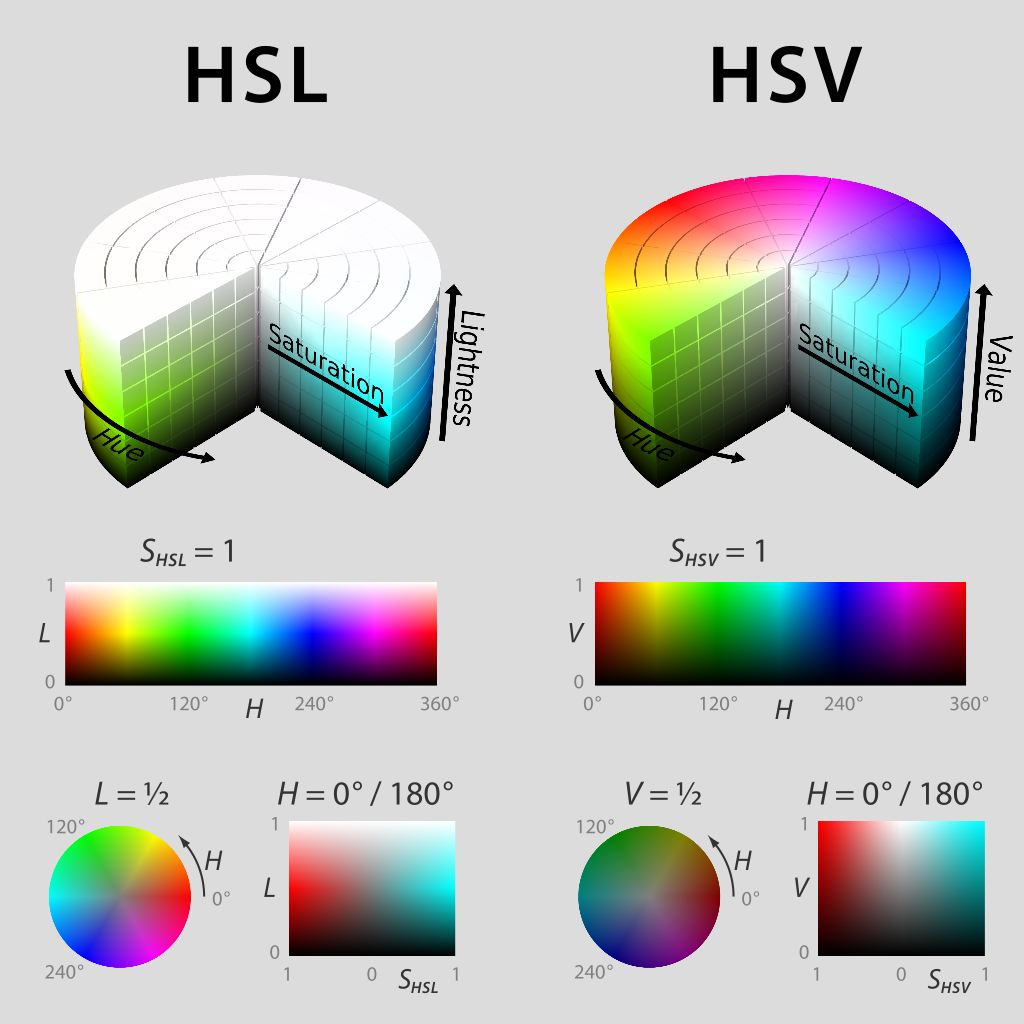 HSL
HSV
Saturation
Lightness
Hue
Saturation
Value
Hue
S_HSL = 1
1
L
0
0° 120° H 240° 360°
S_HSV = 1
1
V
0
0° 120° H 240° 360°
L = ½
120°
H
0°
240°
H = 0° / 180°
1
L
0
1 0 S_HSL 1
V = ½
120°
H
0°
240°
H = 0° / 180°
1
V
0
1 0 S_HSV 1